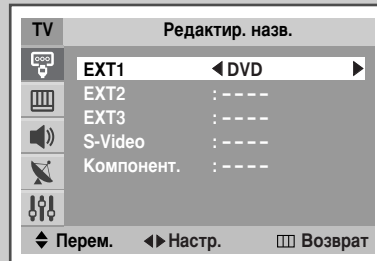 TV Редактир. назв.
EXT1 ◀ DVD ▶
EXT2 : – – – –
EXT3 : – – – –
S-Video : – – – –
Компонент. : – – – –
Перем. Настр. Возврат